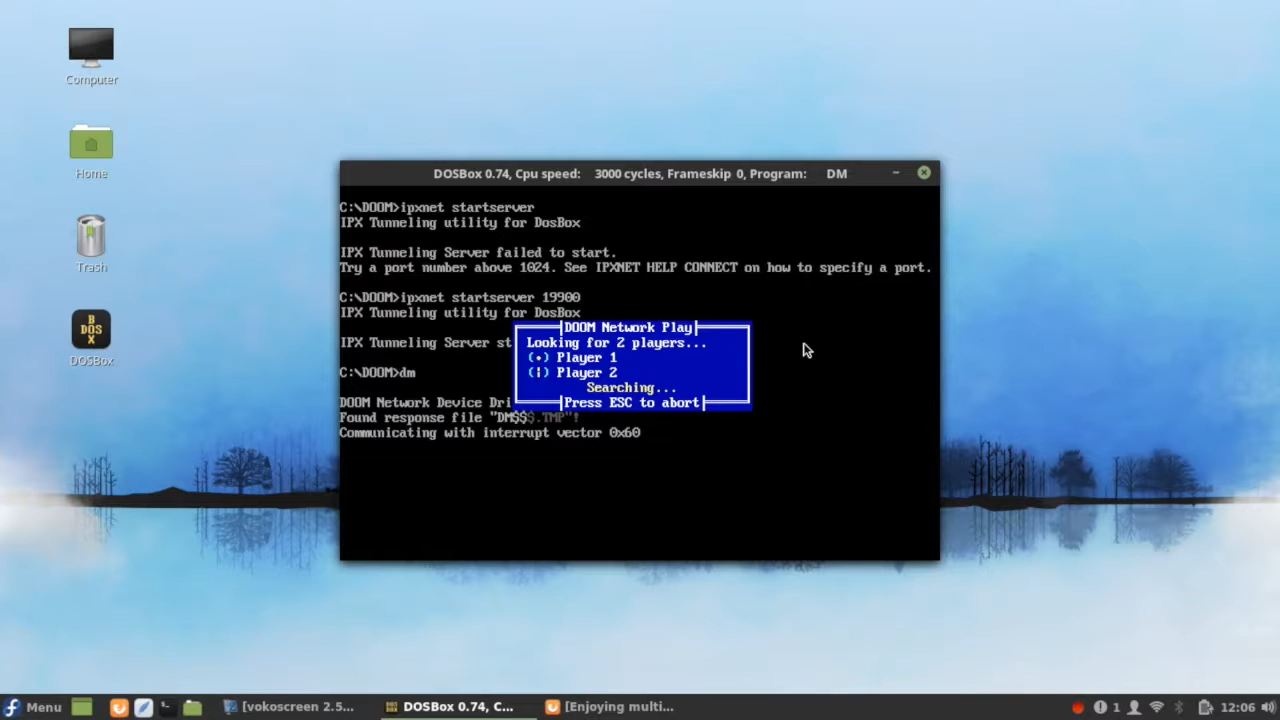 Computer
Home
Trash
B
DOS
X
DOSBox
DOSBox 0.74, Cpu speed: 3000 cycles, Frameskip 0, Program: DM
C:\DOOM>ipxnet startserver
IPX Tunneling utility for DosBox
IPX Tunneling Server failed to start.
Try a port number above 1024. See IPXNET HELP CONNECT on how to specify a port.
C:\DOOM>ipxnet startserver 19900
IPX Tunneling utility for DosBox
IPX Tunneling Server st
C:\DOOM>dm
DOOM Network Device Dri
Found response file "DM$$$.TMP"!
Communicating with interrupt vector 0x60
DOOM Network Play
Looking for 2 players...
(•) Player 1
(|) Player 2
Searching...
Press ESC to abort
Menu
[vokoscreen 2.5...
DOSBox 0.74, C...
[Enjoying multi...
1
12:06